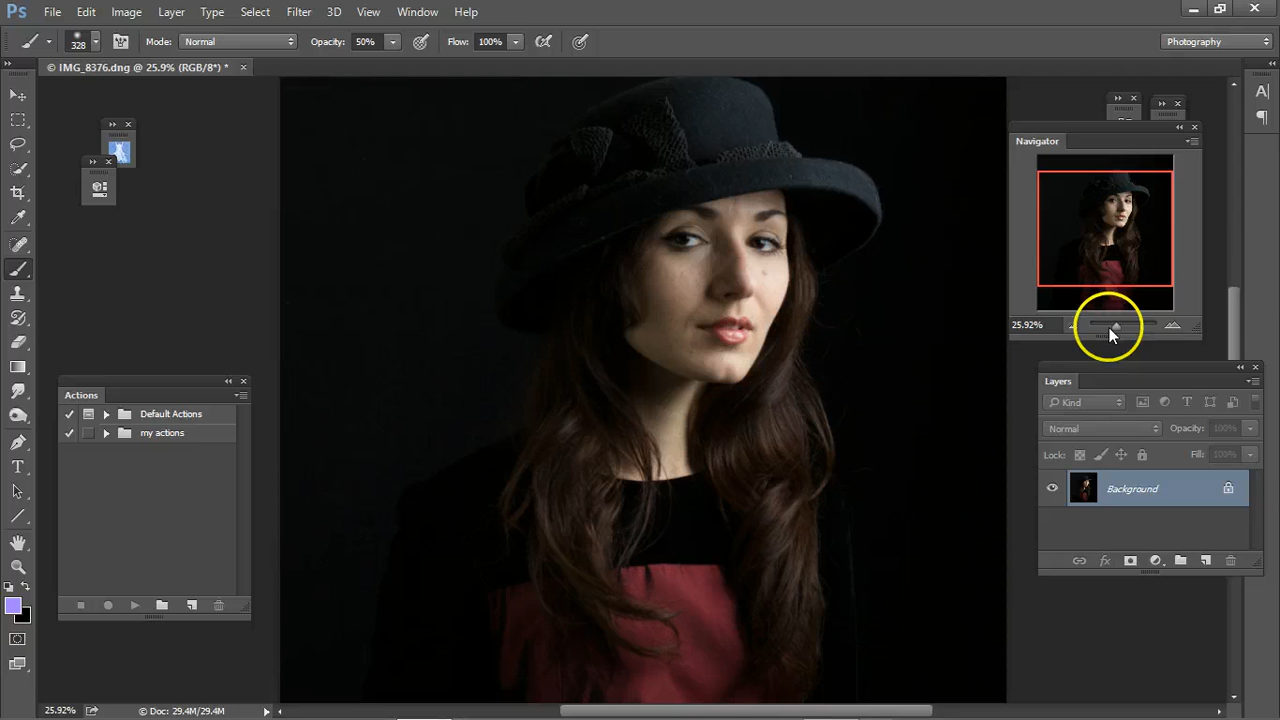 Ps File Edit Image Layer Type Select Filter 3D View Window Help
328 Mode: Normal Opacity: 50% Flow: 100% Photography
© IMG_8376.dng @ 25.9% (RGB/8*) * ×
Navigator
25.92%
Actions
Default Actions
my actions
Layers
Kind T
Normal Opacity: 100%
Lock: Fill: 100%
Background
fx
A
T
25.92% Doc: 29.4M/29.4M